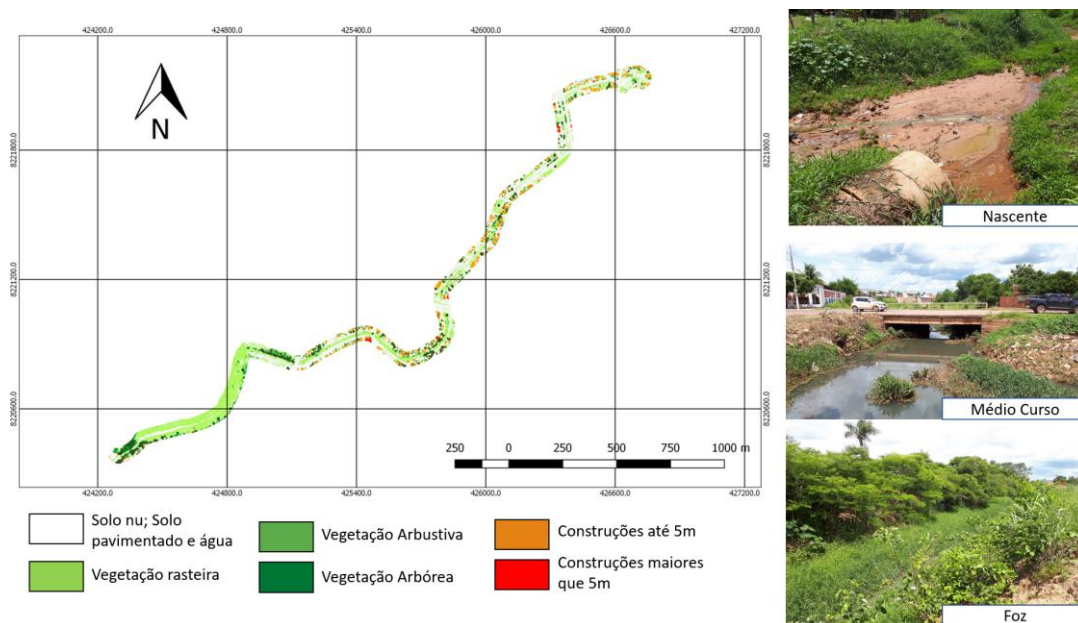 424200.0 424800.0 425400.0 426000.0 426600.0 427200.0
8221800.0
8221200.0
8220600.0
N
8221800.0
8221200.0
8220600.0
250 0 250 500 750 1000 m
424200.0 424800.0 425400.0 426000.0 426600.0 427200.0
Solo nu; Solo
pavimentado e água
Vegetação rasteira
Vegetação Arbustiva
Vegetação Arbórea
Construções até 5m
Construções maiores
que 5m
Nascente
Médio Curso
Foz